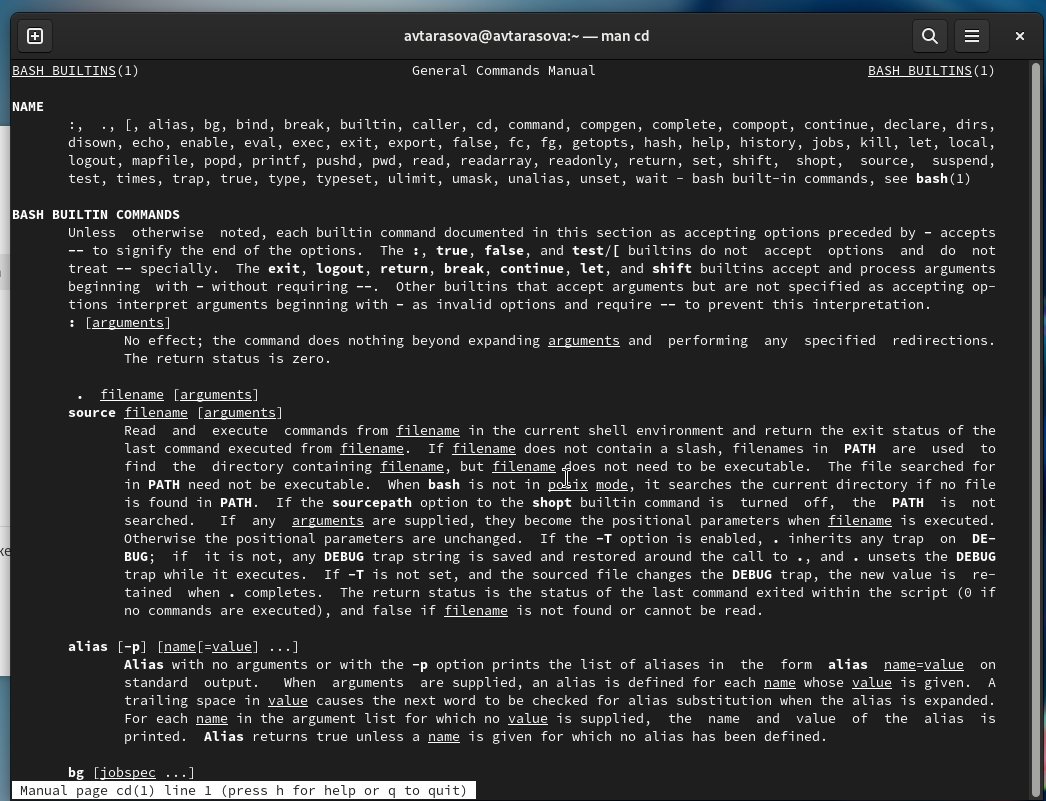 avtarasova@avtarasova:~ — man cd
BASH BUILTINS(1) General Commands Manual BASH BUILTINS(1)
NAME
:, ., [, alias, bg, bind, break, builtin, caller, cd, command, compgen, complete, compopt, continue, declare, dirs,
disown, echo, enable, eval, exec, exit, export, false, fc, fg, getopts, hash, help, history, jobs, kill, let, local,
logout, mapfile, popd, printf, pushd, pwd, read, readarray, readonly, return, set, shift, shopt, source, suspend,
test, times, trap, true, type, typeset, ulimit, umask, unalias, unset, wait - bash built-in commands, see bash(1)
BASH BUILTIN COMMANDS
Unless otherwise noted, each builtin command documented in this section as accepting options preceded by - accepts
-- to signify the end of the options. The :, true, false, and test/[ builtins do not accept options and do not
treat -- specially. The exit, logout, return, break, continue, let, and shift builtins accept and process arguments
beginning with - without requiring --. Other builtins that accept arguments but are not specified as accepting op-
tions interpret arguments beginning with - as invalid options and require -- to prevent this interpretation.
: [arguments]
No effect; the command does nothing beyond expanding arguments and performing any specified redirections.
The return status is zero.
. filename [arguments]
source filename [arguments]
Read and execute commands from filename in the current shell environment and return the exit status of the
last command executed from filename. If filename does not contain a slash, filenames in PATH are used to
find the directory containing filename, but filename does not need to be executable. The file searched for
in PATH need not be executable. When bash is not in posix mode, it searches the current directory if no file
is found in PATH. If the sourcepath option to the shopt builtin command is turned off, the PATH is not
searched. If any arguments are supplied, they become the positional parameters when filename is executed.
Otherwise the positional parameters are unchanged. If the -T option is enabled, . inherits any trap on DE-
BUG; if it is not, any DEBUG trap string is saved and restored around the call to ., and . unsets the DEBUG
trap while it executes. If -T is not set, and the sourced file changes the DEBUG trap, the new value is re-
tained when . completes. The return status is the status of the last command exited within the script (0 if
no commands are executed), and false if filename is not found or cannot be read.
alias [-p] [name[=value] ...]
Alias with no arguments or with the -p option prints the list of aliases in the form alias name=value on
standard output. When arguments are supplied, an alias is defined for each name whose value is given. A
trailing space in value causes the next word to be checked for alias substitution when the alias is expanded.
For each name in the argument list for which no value is supplied, the name and value of the alias is
printed. Alias returns true unless a name is given for which no alias has been defined.
bg [jobspec ...]
Manual page cd(1) line 1 (press h for help or q to quit)